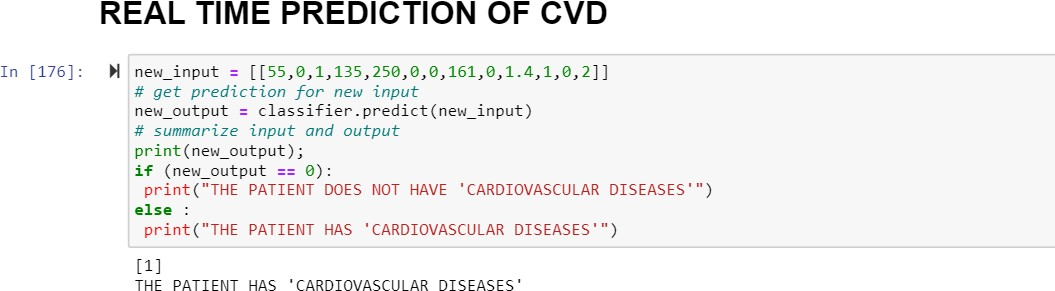 REAL TIME PREDICTION OF CVD
In [176]:
new_input = [[55,0,1,135,250,0,0,161,0,1.4,1,0,2]]
# get prediction for new input
new_output = classifier.predict(new_input)
# summarize input and output
print(new_output);
if (new_output == 0):
 print("THE PATIENT DOES NOT HAVE 'CARDIOVASCULAR DISEASES'")
else :
 print("THE PATIENT HAS 'CARDIOVASCULAR DISEASES'")
[1]
THE PATIENT HAS 'CARDIOVASCULAR DISEASES'